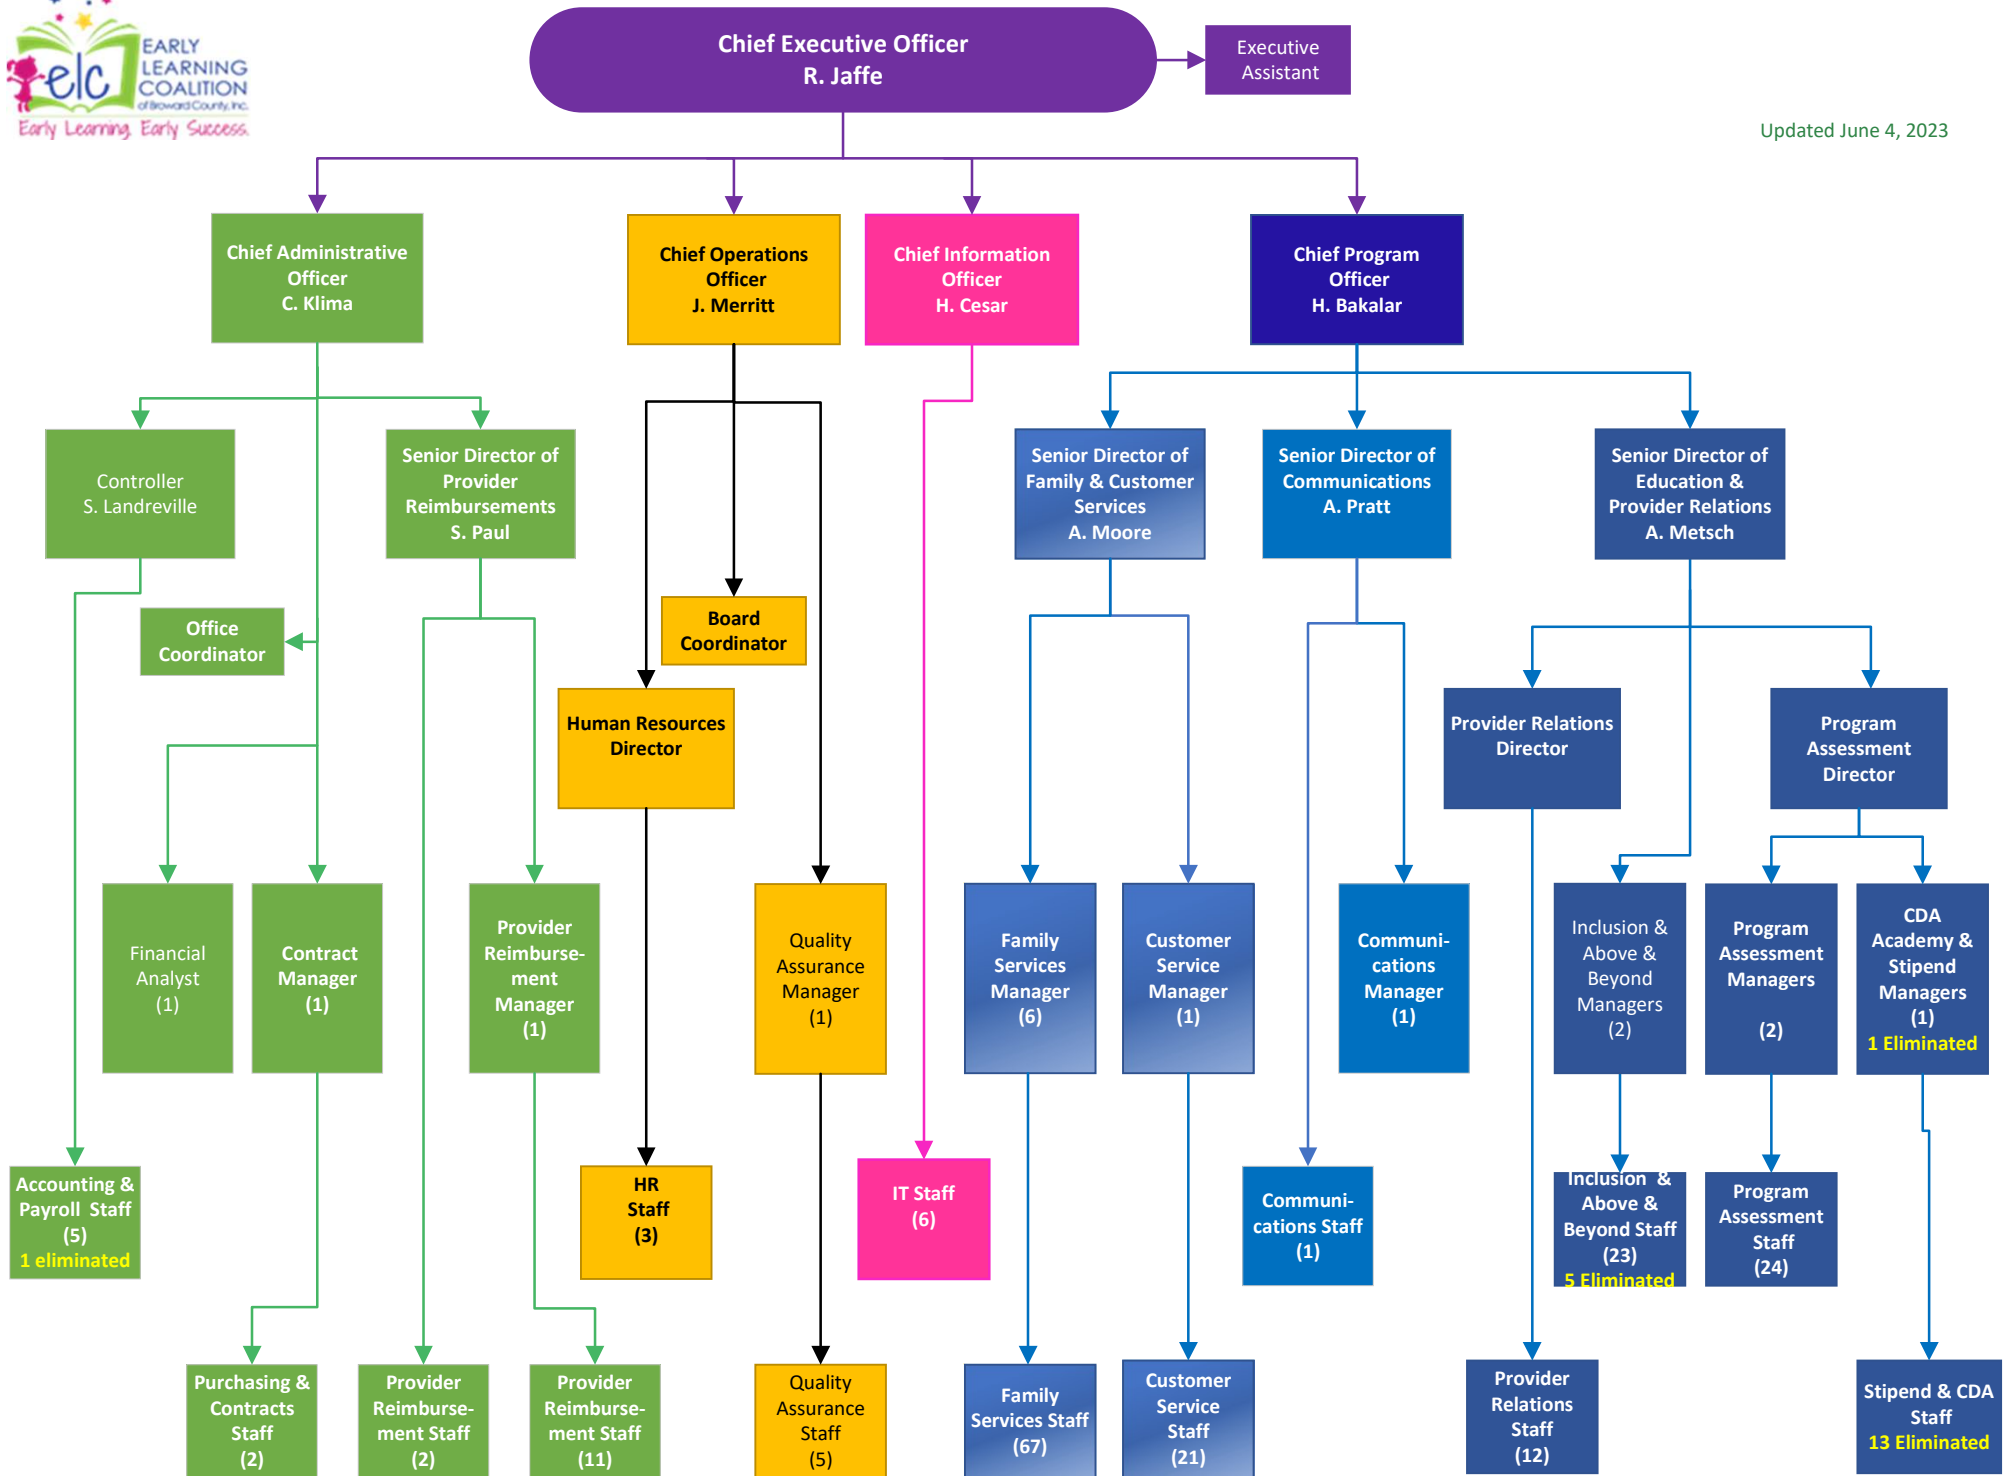 elc
EARLY
LEARNING
COALITION
of Broward County, Inc.
Early Learning. Early Success.
Chief Executive Officer
R. Jaffe
Executive
Assistant
Updated June 4, 2023
Chief Administrative
Officer
C. Klima
Chief Operations
Officer
J. Merritt
Chief Information
Officer
H. Cesar
Chief Program
Officer
H. Bakalar
Controller
S. Landreville
Senior Director of
Provider
Reimbursements
S. Paul
Senior Director of
Family & Customer
Services
A. Moore
Senior Director of
Communications
A. Pratt
Senior Director of
Education &
Provider Relations
A. Metsch
Office
Coordinator
Board
Coordinator
Human Resources
Director
Provider Relations
Director
Program
Assessment
Director
Financial
Analyst
(1)
Contract
Manager
(1)
Provider
Reimburse-
ment
Manager
(1)
Quality
Assurance
Manager
(1)
Family
Services
Manager
(6)
Customer
Service
Manager
(1)
Communi-
cations
Manager
(1)
Inclusion &
Above &
Beyond
Managers
(2)
Program
Assessment
Managers
(2)
CDA
Academy &
Stipend
Managers
(1)
1 Eliminated
Accounting &
Payroll Staff
(5)
1 eliminated
HR
Staff
(3)
IT Staff
(6)
Communi-
cations Staff
(1)
Inclusion &
Above &
Beyond Staff
(23)
5 Eliminated
Program
Assessment
Staff
(24)
Purchasing &
Contracts
Staff
(2)
Provider
Reimburse-
ment Staff
(2)
Provider
Reimburse-
ment Staff
(11)
Quality
Assurance
Staff
(5)
Family
Services Staff
(67)
Customer
Service
Staff
(21)
Provider
Relations
Staff
(12)
Stipend & CDA
Staff
13 Eliminated